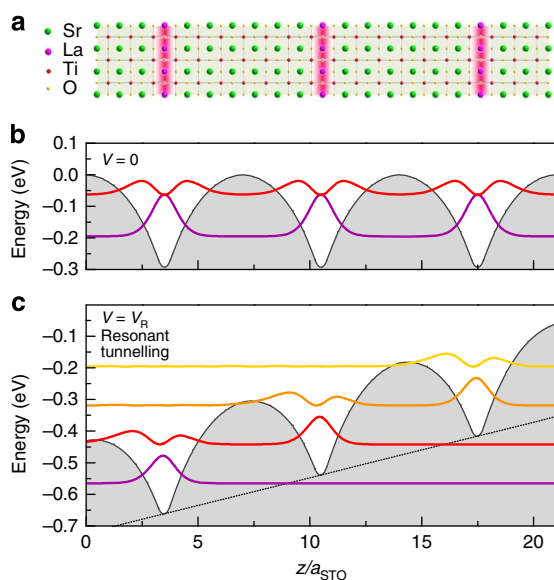 a
Sr
La
Ti
O
b
V = 0
Energy (eV)
0.1
0.0
−0.1
−0.2
−0.3
c
V = VR
Resonant
tunnelling
Energy (eV)
−0.1
−0.2
−0.3
−0.4
−0.5
−0.6
−0.7
0 5 10 15 20
z/aSTO